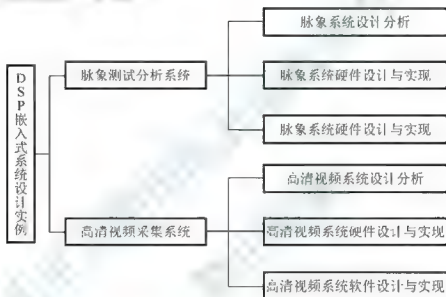 DSP嵌入式系统设计实例
脉象测试分析系统
脉象系统设计分析
脉象系统硬件设计与实现
脉象系统硬件设计与实现
高清视频采集系统
高清视频系统设计分析
高清视频系统硬件设计与实现
高清视频系统软件设计与实现